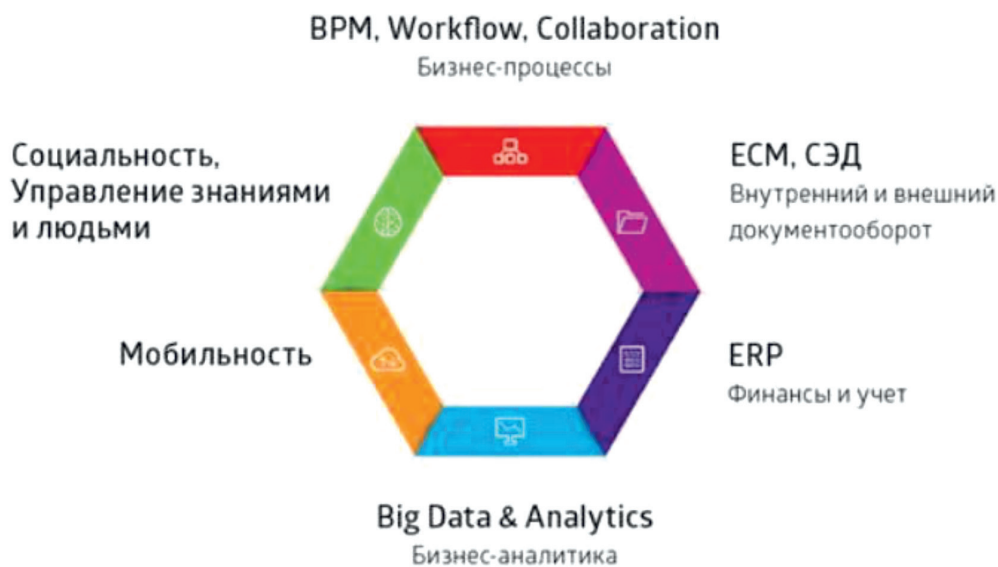 BPM, Workflow, Collaboration
Бизнес-процессы
Социальность,
Управление знаниями
и людьми
ECM, СЭД
Внутренний и внешний
документооборот
Мобильность
ERP
Финансы и учет
Big Data & Analytics
Бизнес-аналитика